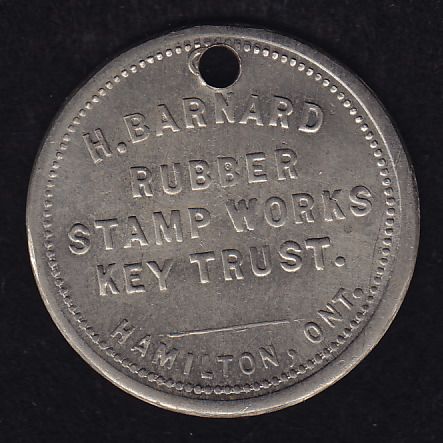 H. BARNARD
RUBBER
STAMP WORKS
KEY TRUST.
HAMILTON, ONT.